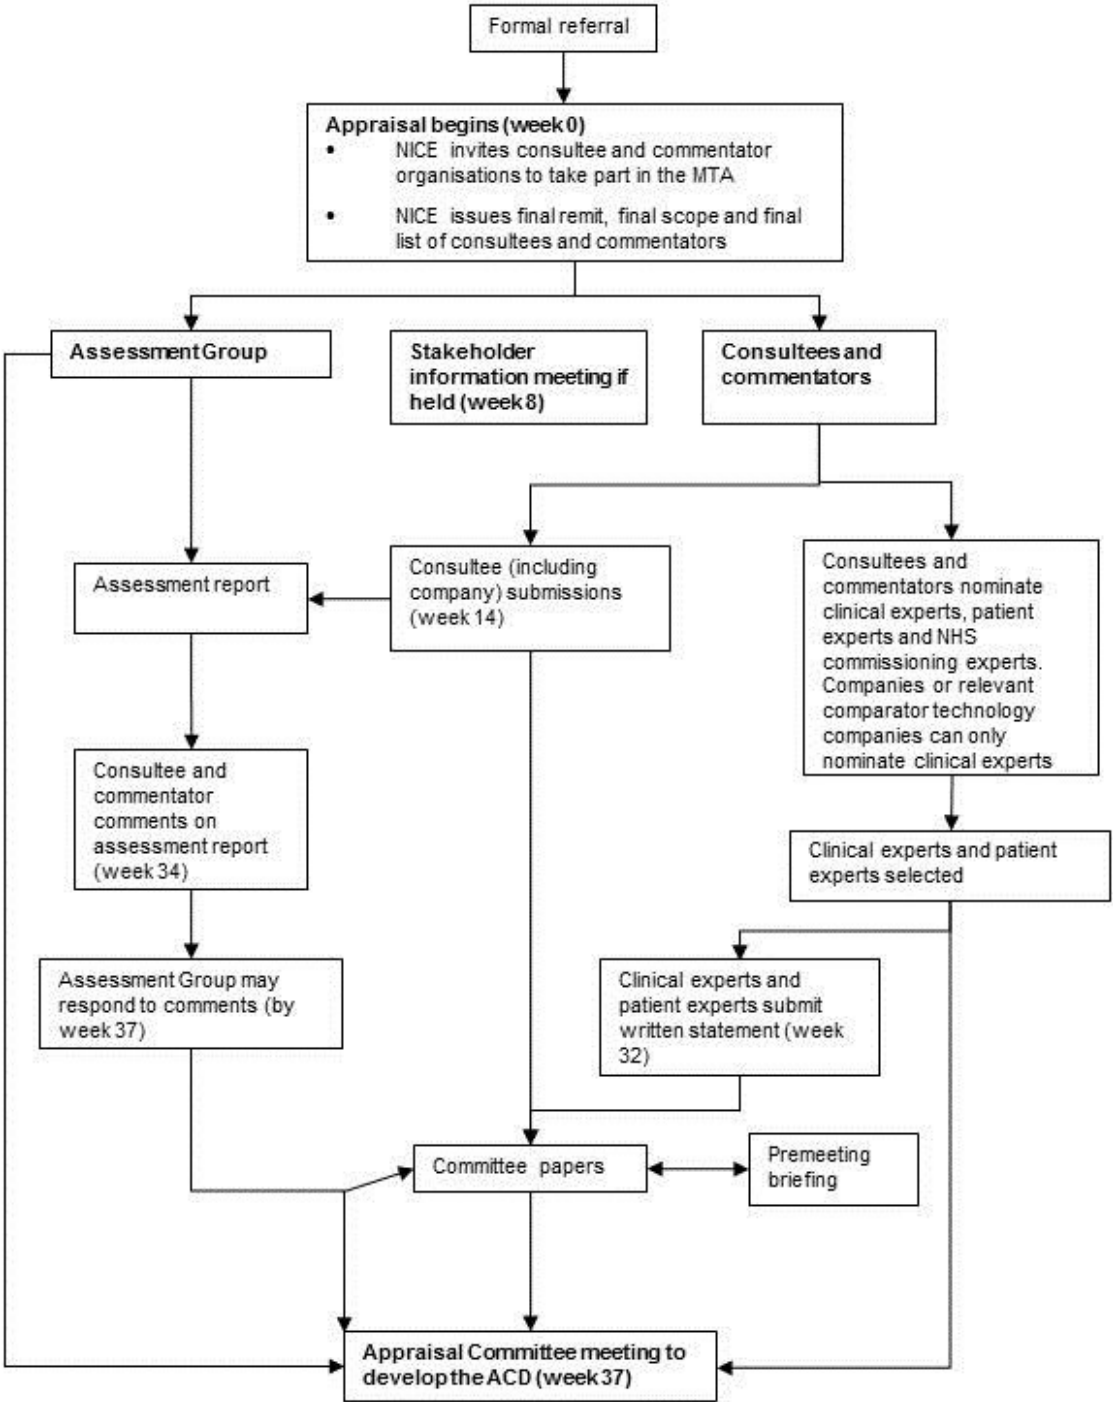 Formal referral
Appraisal begins (week 0)
• NICE invites consultee and commentator
organisations to take part in the MTA
• NICE issues final remit, final scope and final
list of consultees and commentators
Assessment Group
Stakeholder
information meeting if
held (week 8)
Consultees and
commentators
Assessment report
Consultee (including
company) submissions
(week 14)
Consultees and
commentators nominate
clinical experts, patient
experts and NHS
commissioning experts.
Companies or relevant
comparator technology
companies can only
nominate clinical experts
Consultee and
commentator
comments on
assessment report
(week 34)
Clinical experts and patient
experts selected
Assessment Group may
respond to comments (by
week 37)
Clinical experts and
patient experts submit
written statement (week
32)
Committee papers
Premeeting
briefing
Appraisal Committee meeting to
develop the ACD (week 37)